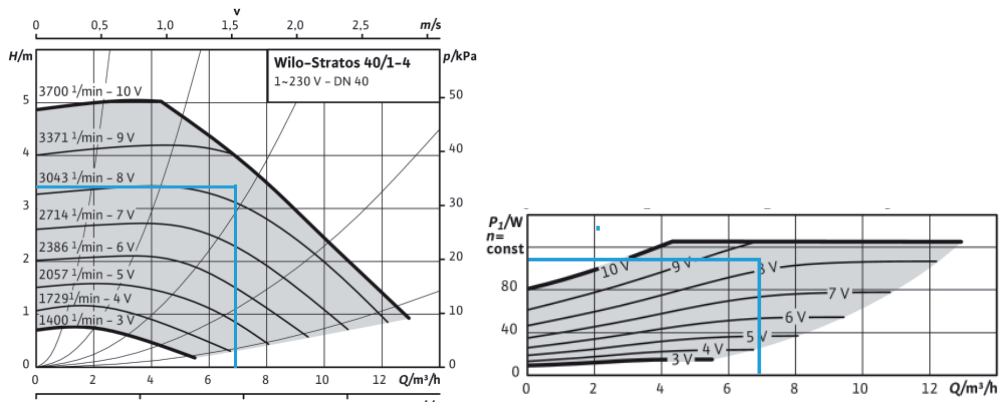 v
0 0,5 1,0 1,5 2,0 2,5 m/s
H/m p/kPa
Wilo-Stratos 40/1-4
1~230 V - DN 40
3700 1/min - 10 V
5 50
3371 1/min - 9 V
4 40
3043 1/min - 8 V
3 30
2714 1/min - 7 V
2386 1/min - 6 V
2 20
2057 1/min - 5 V
1729 1/min - 4 V
1 10
1400 1/min - 3 V
0 0
0 2 4 6 8 10 12 Q/m³/h
P₁/W
n=
const
10 V 9 V 8 V
80
7 V
6 V
40
5 V
4 V
3 V
0
0 2 4 6 8 10 12 Q/m³/h